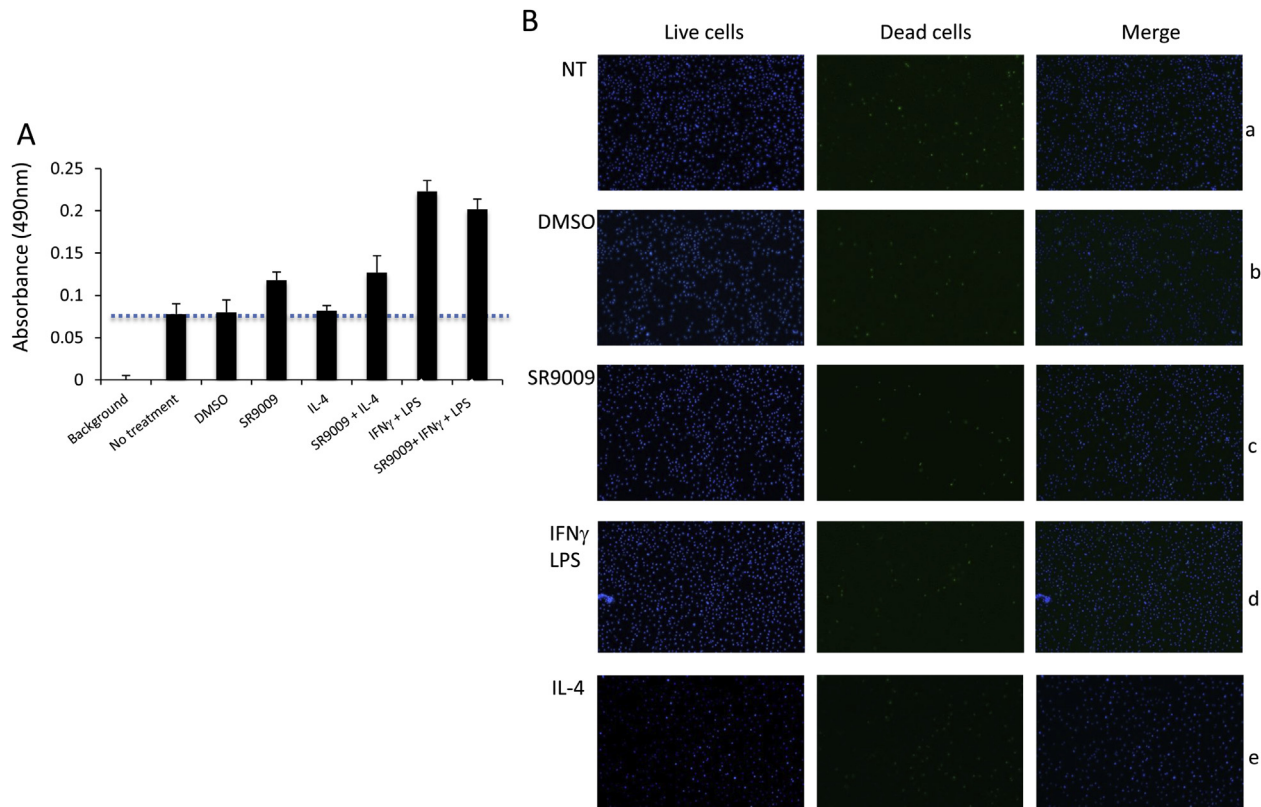 A
Absorbance (490nm)
0.25
0.2
0.15
0.1
0.05
0
Background
No treatment
DMSO
SR9009
IL-4
SR9009 + IL-4
IFNγ + LPS
SR9009+ IFNγ + LPS
B
Live cells
Dead cells
Merge
NT
a
DMSO
b
SR9009
c
IFNγ
LPS
d
IL-4
e